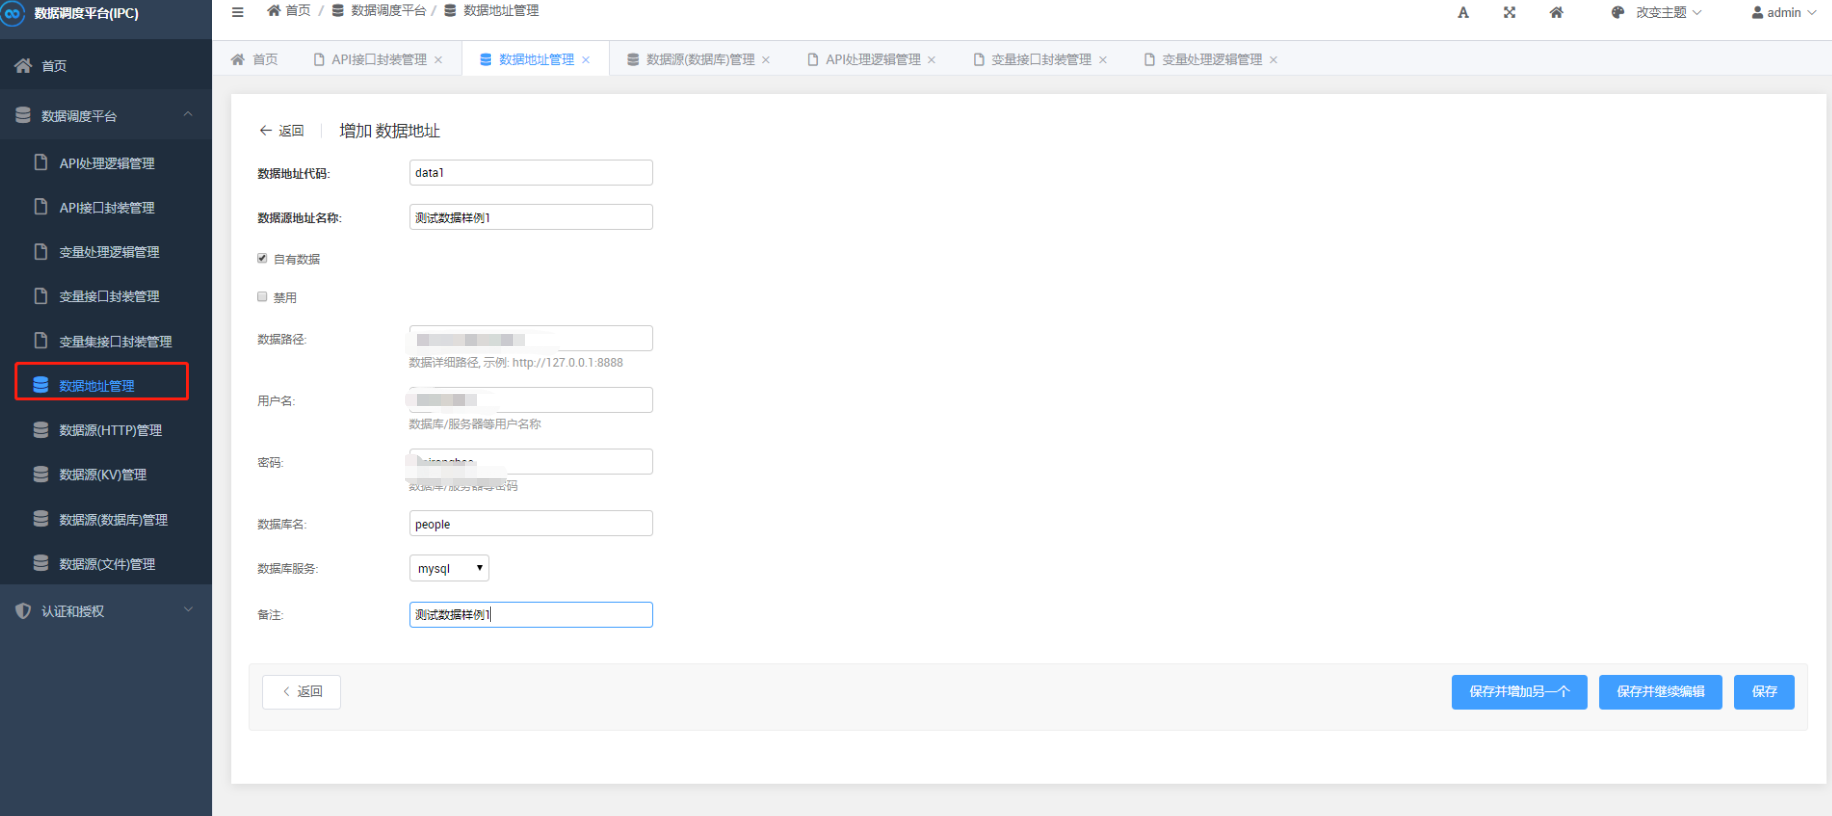 数据调度平台(IPC)
首页 / 数据调度平台 / 数据地址管理
A
改变主题
admin
首页
API接口封装管理 ×
数据地址管理 ×
数据源(数据库)管理 ×
API处理逻辑管理 ×
变量接口封装管理 ×
变量处理逻辑管理 ×
首页
数据调度平台
API处理逻辑管理
API接口封装管理
变量处理逻辑管理
变量接口封装管理
变量集接口封装管理
数据地址管理
数据源(HTTP)管理
数据源(KV)管理
数据源(数据库)管理
数据源(文件)管理
认证和授权
返回
增加 数据地址
数据地址代码: data1
数据源地址名称: 测试数据样例1
自有数据
禁用
数据路径:
数据详细路径, 示例: http://127.0.0.1:8888
用户名:
数据库/服务器等用户名称
密码:
数据库/服务器等密码
数据库名: people
数据库服务: mysql
备注: 测试数据样例1
返回
保存并增加另一个
保存并继续编辑
保存